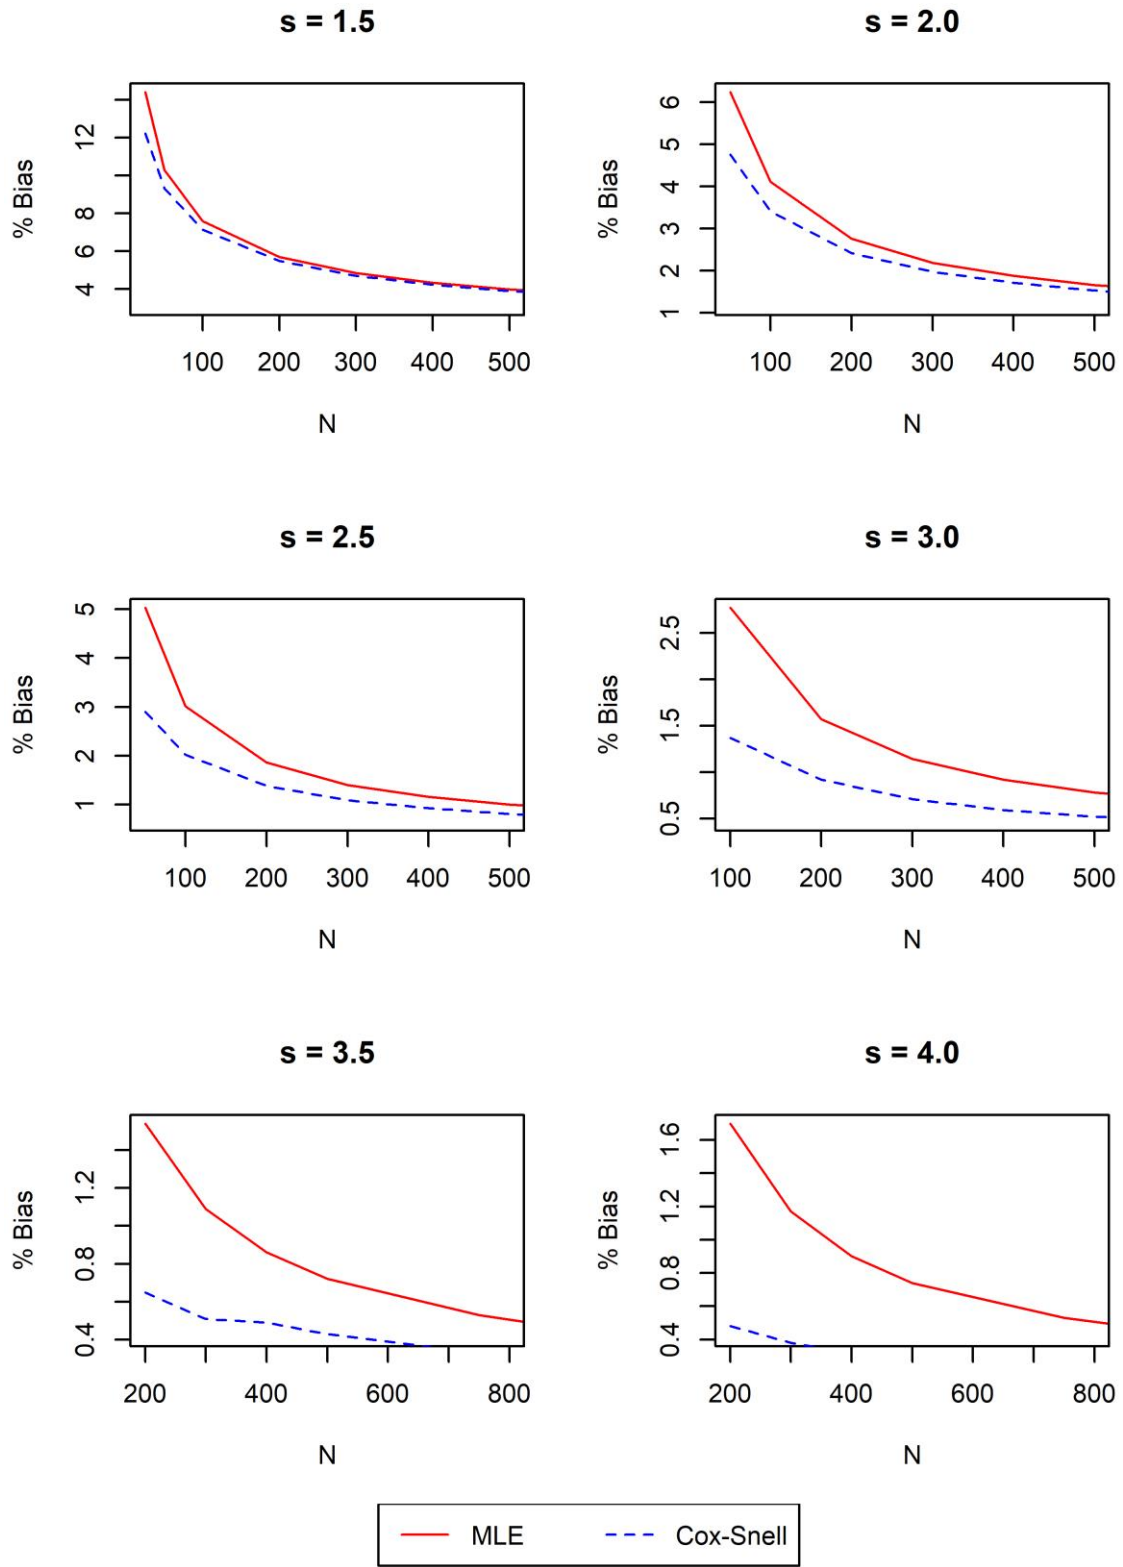 s = 1.5
% Bias
12
8
6
4
100 200 300 400 500
N
s = 2.0
% Bias
6
5
4
3
2
1
100 200 300 400 500
N
s = 2.5
% Bias
5
4
3
2
1
100 200 300 400 500
N
s = 3.0
% Bias
2.5
1.5
0.5
100 200 300 400 500
N
s = 3.5
% Bias
1.2
0.8
0.4
200 400 600 800
N
s = 4.0
% Bias
1.6
1.2
0.8
0.4
200 400 600 800
N
MLE Cox-Snell